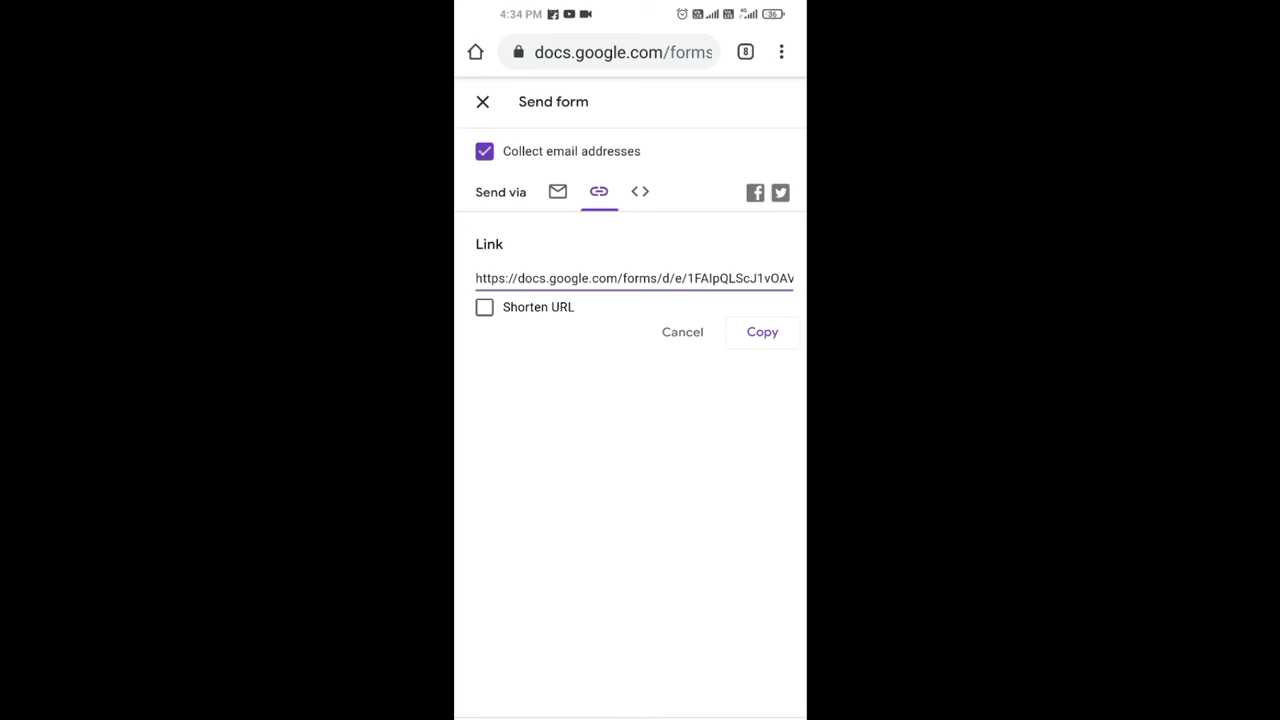 4:34 PM 36
docs.google.com/forms 8
Send form
Collect email addresses
Send via
Link
https://docs.google.com/forms/d/e/1FAIpQLScJ1vOAV
Shorten URL
Cancel Copy